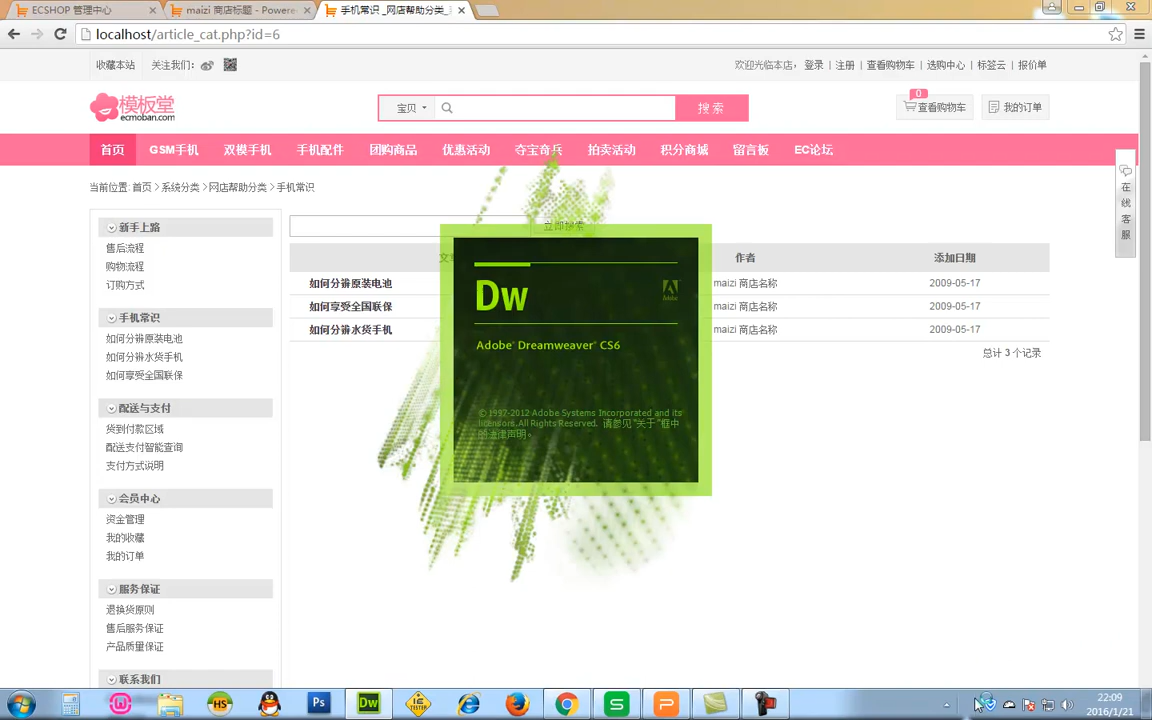 ECSHOP 管理中心
maizi 商店标题 - Powere
手机常识 _网店帮助分类_
localhost/article_cat.php?id=6
收藏本站 关注我们:
欢迎光临本店, 登录 | 注册 | 查看购物车 | 选购中心 | 标签云 | 报价单
模板堂
ecmoban.com
宝贝
搜 索
0
查看购物车
我的订单
首页 GSM手机 双模手机 手机配件 团购商品 优惠活动 夺宝奇兵 拍卖活动 积分商城 留言板 EC论坛
在线客服
当前位置: 首页 > 系统分类 > 网店帮助分类 > 手机常识
新手上路
售后流程
购物流程
订购方式
手机常识
如何分辨原装电池
如何分辨水货手机
如何享受全国联保
配送与支付
货到付款区域
配送支付智能查询
支付方式说明
会员中心
资金管理
我的收藏
我的订单
服务保证
退换货原则
售后服务保证
产品质量保证
联系我们
立即搜索
作者 添加日期
如何分辨原装电池 maizi 商店名称 2009-05-17
如何享受全国联保 maizi 商店名称 2009-05-17
如何分辨水货手机 maizi 商店名称 2009-05-17
总计 3 个记录
Dw
Adobe
Adobe® Dreamweaver® CS6
©1997-2012 Adobe Systems Incorporated and its
licensors.All Rights Reserved. 请参见“关于”框中
的法律声明。
HS
Ps
Dw
TESTER
S
P
22:09
2016/1/21